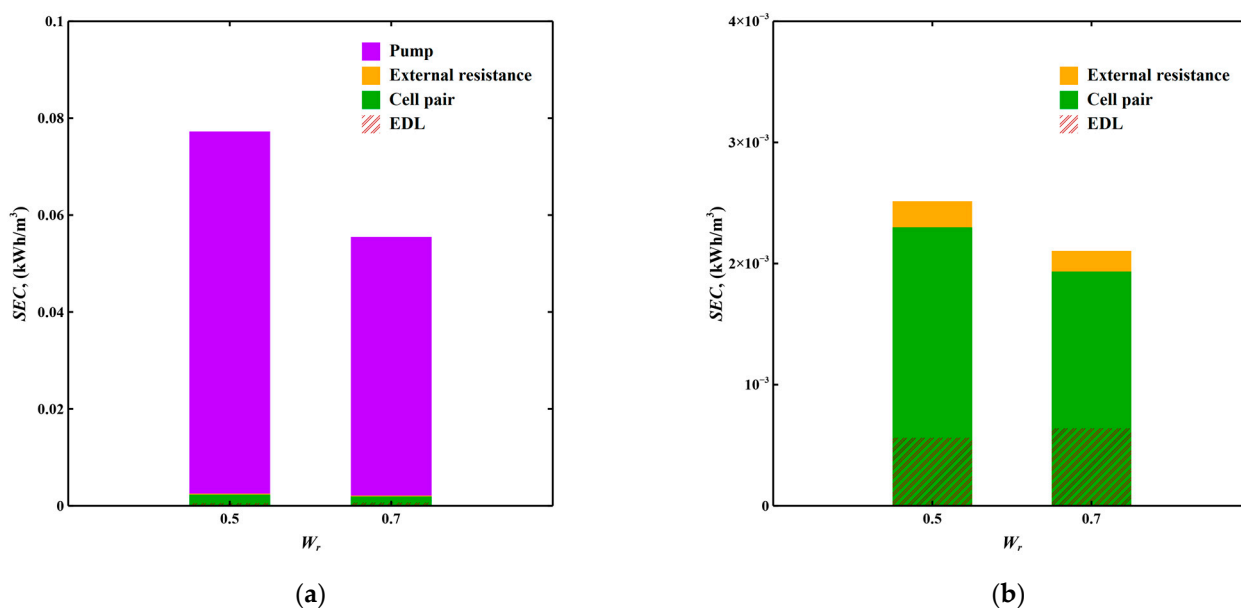 0.1
0.08
0.06
0.04
0.02
0
SEC, (kWh/m³)
Pump
External resistance
Cell pair
EDL
0.5
0.7
Wᵣ
(a)
4×10⁻³
3×10⁻³
2×10⁻³
10⁻³
0
SEC, (kWh/m³)
External resistance
Cell pair
EDL
0.5
0.7
Wᵣ
(b)